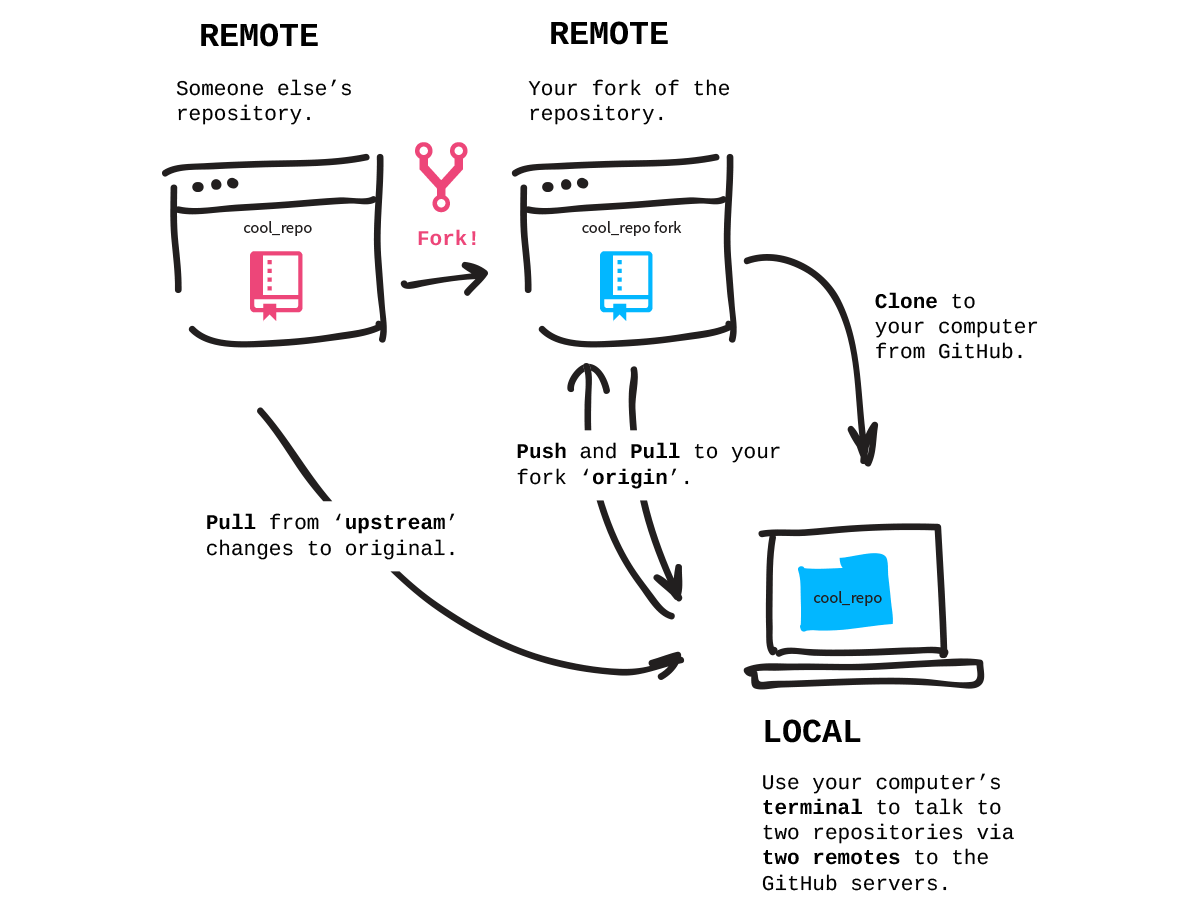 REMOTE
Someone else’s
repository.
REMOTE
Your fork of the
repository.
cool_repo
Fork!
cool_repo fork
Clone to
your computer
from GitHub.
Push and Pull to your
fork ‘origin’.
Pull from ‘upstream’
changes to original.
cool_repo
LOCAL
Use your computer’s
terminal to talk to
two repositories via
two remotes to the
GitHub servers.